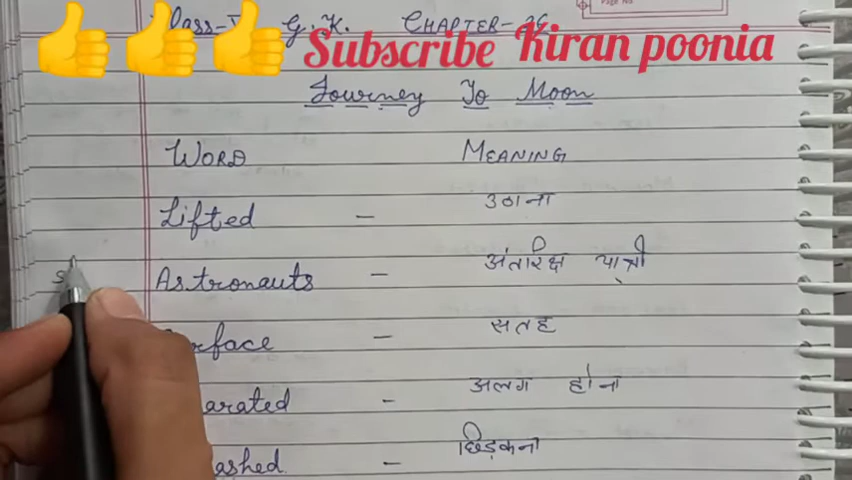 G.K. CHAPTER-
Subscribe Kiran poonia
Journey To Moon
WORD MEANING
Lifted - उठाना
Astronauts - अंतरिक्ष यात्री
rface - सतह
arated - अलग होना
ashed - छिड़कना